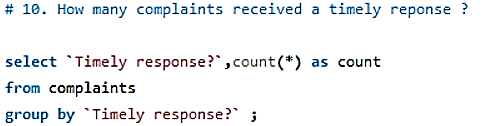 # 10. How many complaints received a timely reponse ?
select `Timely response?`,count(*) as count
from complaints
group by `Timely response?` ;